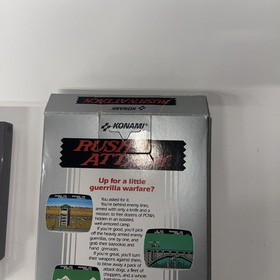 RUSH'N ATTACK
KONAMI
RUSH'N
ATTACK
Up for a little
guerrilla warfare?
You asked for it.
You're behind enemy lines,
armed with only a knife and a
mission: to free dozens of POWs
hidden in an isolated
well-armored camp.
If you're good, you'll pick
off the heavily armed enemy
guerrillas, one by one, and
grab their bazookas and
hand grenades.
If you're great, you'll turn
their weapons against them
to blow away a pack of
attack dogs, a fleet of
choppers, and a whole